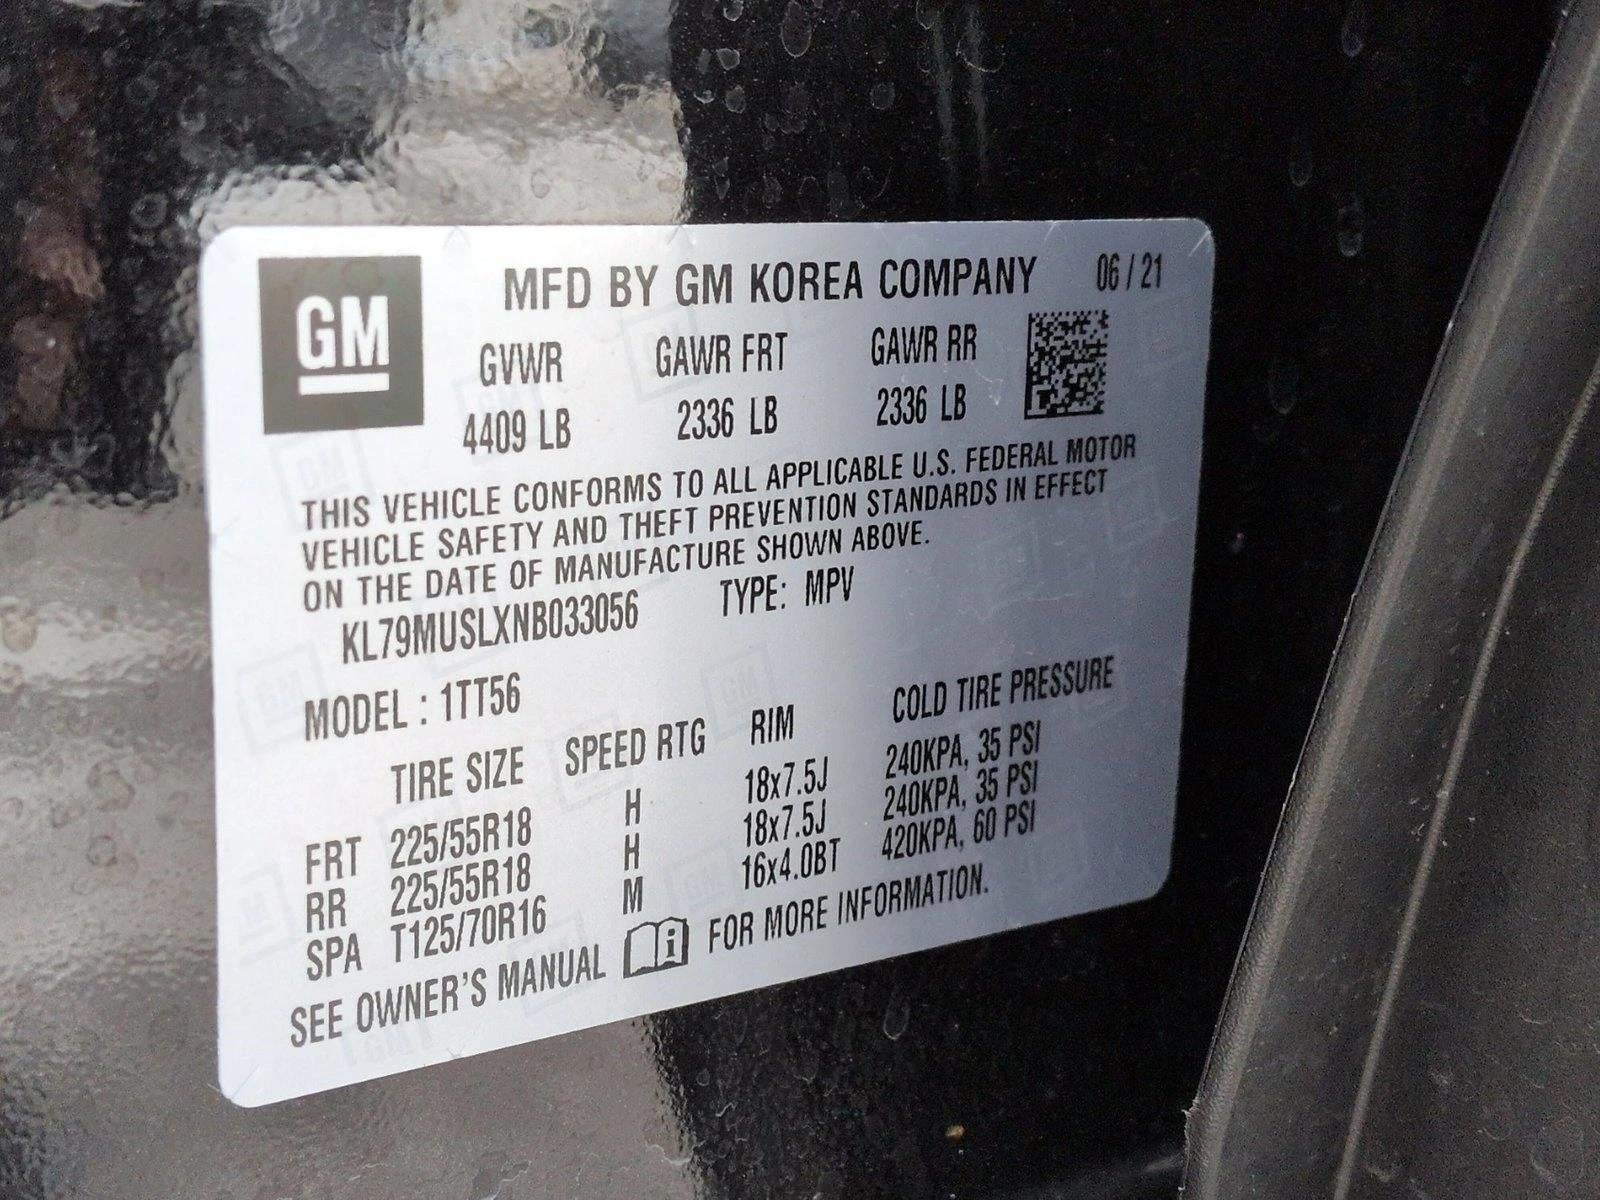 GM
MFD BY GM KOREA COMPANY 06 / 21
GVWR GAWR FRT GAWR RR
4409 LB 2336 LB 2336 LB
THIS VEHICLE CONFORMS TO ALL APPLICABLE U.S. FEDERAL MOTOR
VEHICLE SAFETY AND THEFT PREVENTION STANDARDS IN EFFECT
ON THE DATE OF MANUFACTURE SHOWN ABOVE.
KL79MUSLXNB033056 TYPE: MPV
MODEL : 1TT56
TIRE SIZE SPEED RTG RIM COLD TIRE PRESSURE
FRT 225/55R18 H 18x7.5J 240KPA, 35 PSI
RR 225/55R18 H 18x7.5J 240KPA, 35 PSI
SPA T125/70R16 M 16x4.0BT 420KPA, 60 PSI
SEE OWNER'S MANUAL i FOR MORE INFORMATION.